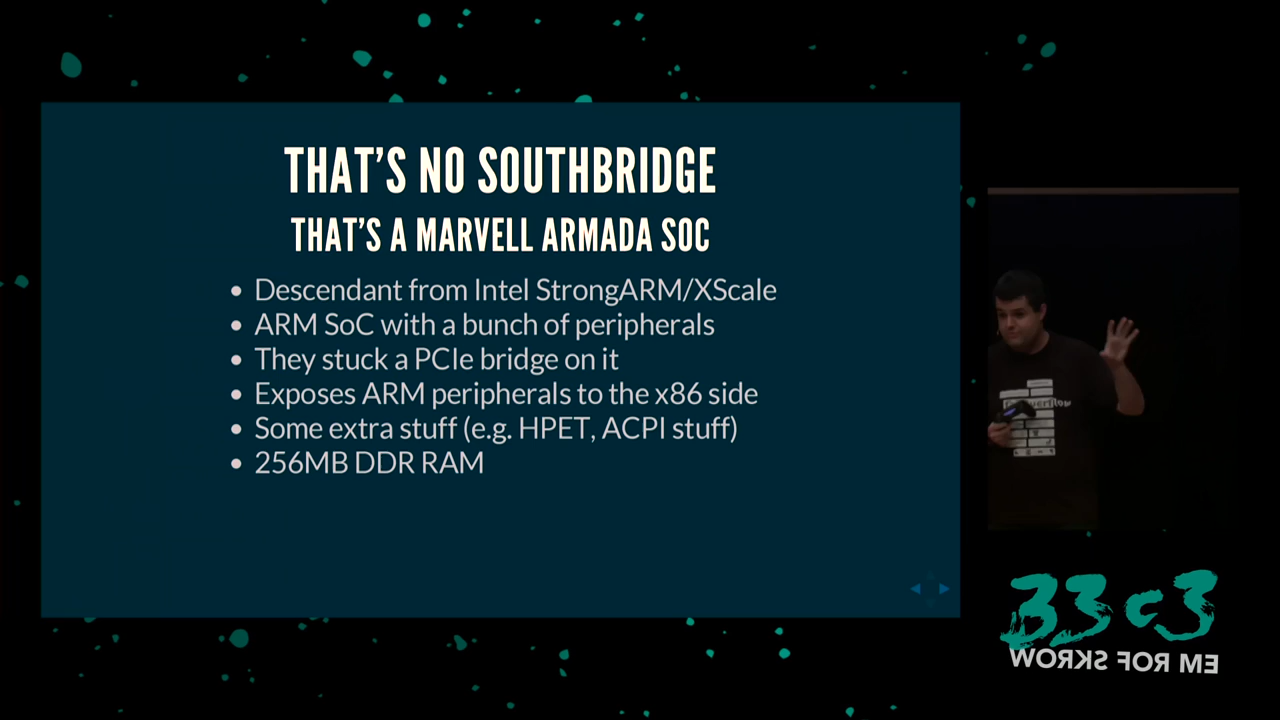 THAT'S NO SOUTHBRIDGE
THAT'S A MARVELL ARMADA SOC
Descendant from Intel StrongARM/XScale
ARM SoC with a bunch of peripherals
They stuck a PCIe bridge on it
Exposes ARM peripherals to the x86 side
Some extra stuff (e.g. HPET, ACPI stuff)
256MB DDR RAM
33c3
WORKS FOR ME